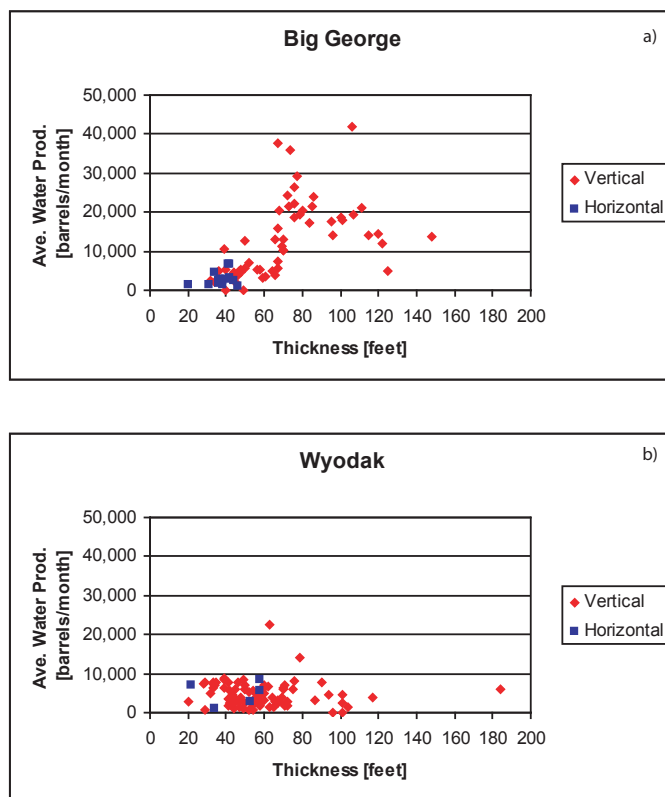 Big George
a)
Ave. Water Prod.
[barrels/month]
50,000
40,000
30,000
20,000
10,000
0
0 20 40 60 80 100 120 140 160 180 200
Thickness [feet]
Vertical
Horizontal
Wyodak
b)
Ave. Water Prod.
[barrels/month]
50,000
40,000
30,000
20,000
10,000
0
0 20 40 60 80 100 120 140 160 180 200
Thickness [feet]
Vertical
Horizontal